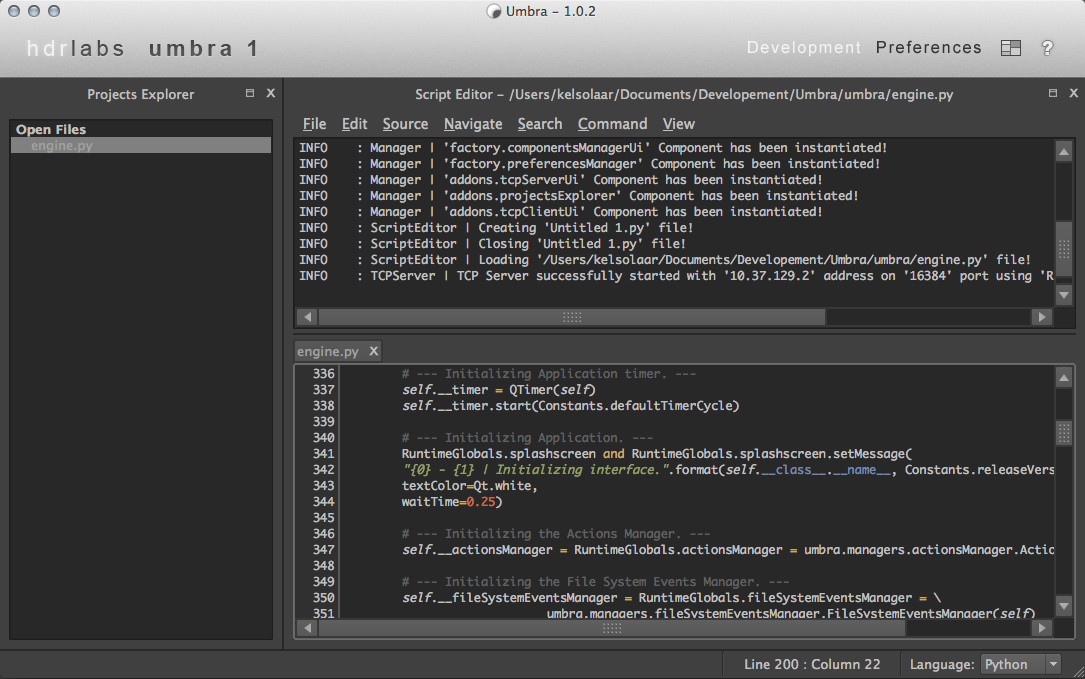 Umbra - 1.0.2
hdrlabs umbra 1
Development Preferences ?
Projects Explorer X
Open Files
engine.py
Script Editor - /Users/kelsolaar/Documents/Developement/Umbra/umbra/engine.py X
File Edit Source Navigate Search Command View
INFO : Manager | 'factory.componentsManagerUi' Component has been instantiated!
INFO : Manager | 'factory.preferencesManager' Component has been instantiated!
INFO : Manager | 'addons.tcpServerUi' Component has been instantiated!
INFO : Manager | 'addons.projectsExplorer' Component has been instantiated!
INFO : Manager | 'addons.tcpClientUi' Component has been instantiated!
INFO : ScriptEditor | Creating 'Untitled 1.py' file!
INFO : ScriptEditor | Closing 'Untitled 1.py' file!
INFO : ScriptEditor | Loading '/Users/kelsolaar/Documents/Developement/Umbra/umbra/engine.py' file!
INFO : TCPServer | TCP Server successfully started with '10.37.129.2' address on '16384' port using 'R
engine.py X
336 # --- Initializing Application timer. ---
337 self.__timer = QTimer(self)
338 self.__timer.start(Constants.defaultTimerCycle)
339
340 # --- Initializing Application. ---
341 RuntimeGlobals.splashscreen and RuntimeGlobals.splashscreen.setMessage(
342 "{0} - {1} | Initializing interface.".format(self.__class__.__name__, Constants.releaseVers
343 textColor=Qt.white,
344 waitTime=0.25)
345
346 # --- Initializing the Actions Manager. ---
347 self.__actionsManager = RuntimeGlobals.actionsManager = umbra.managers.actionsManager.Actio
348
349 # --- Initializing the File System Events Manager. ---
350 self.__fileSystemEventsManager = RuntimeGlobals.fileSystemEventsManager = \
351 umbra.managers.fileSystemEventsManager.FileSystemEventsManager(self)
Line 200 : Column 22 Language: Python